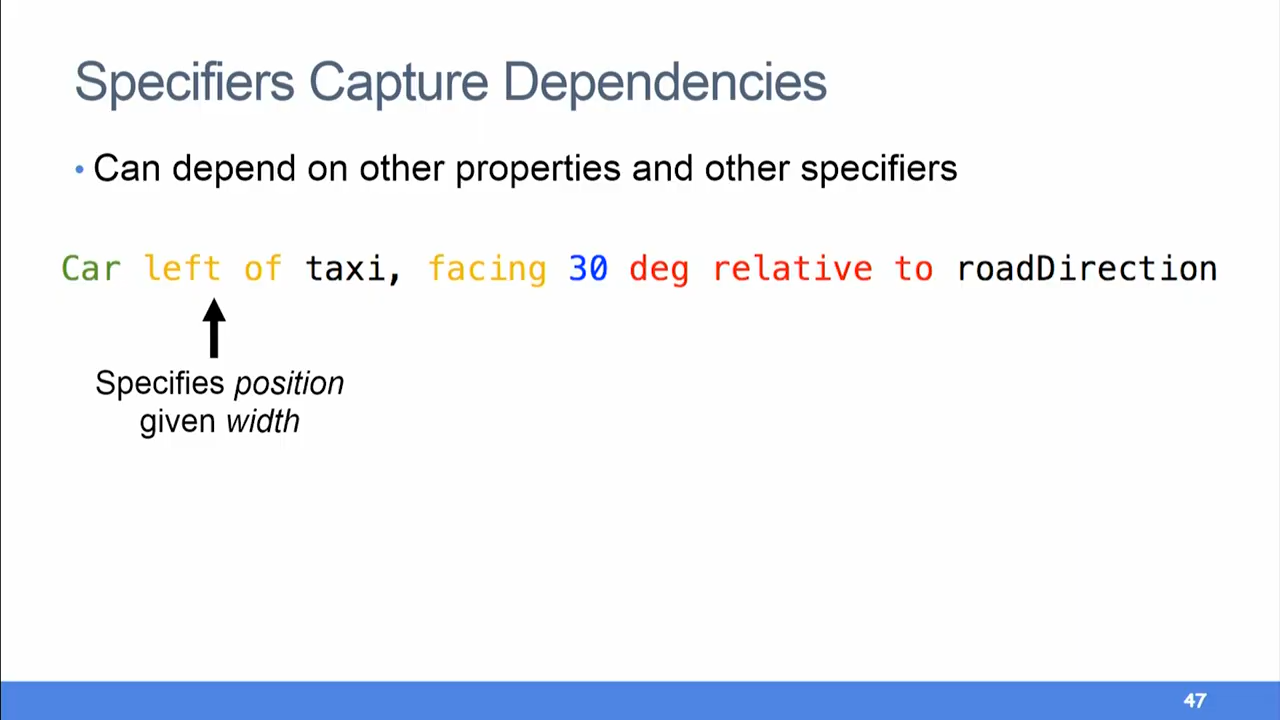 Specifiers Capture Dependencies
• Can depend on other properties and other specifiers
Car left of taxi, facing 30 deg relative to roadDirection
Specifies position
given width
47